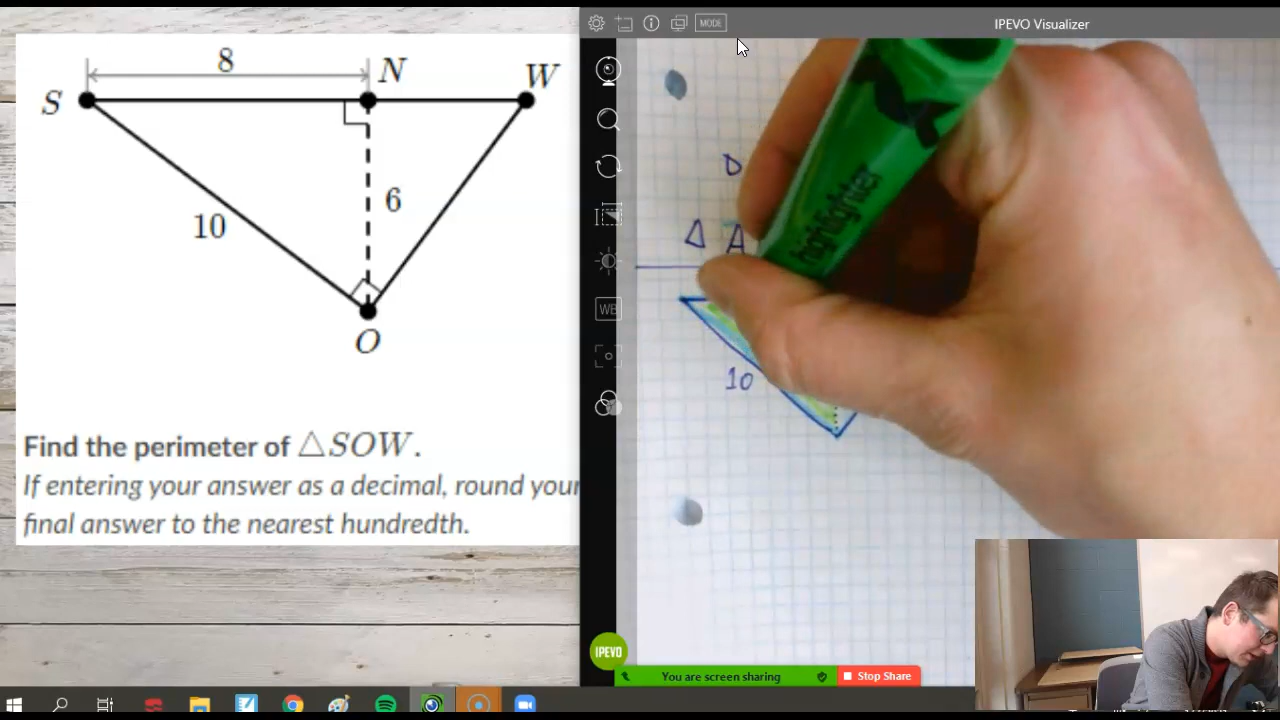 MODE
IPEVO Visualizer
8
N
W
S
6
10
O
Find the perimeter of △SOW.
If entering your answer as a decimal, round your
final answer to the nearest hundredth.
WB
D
Δ A
highlighter
10
IPEVO
You are screen sharing
Stop Share